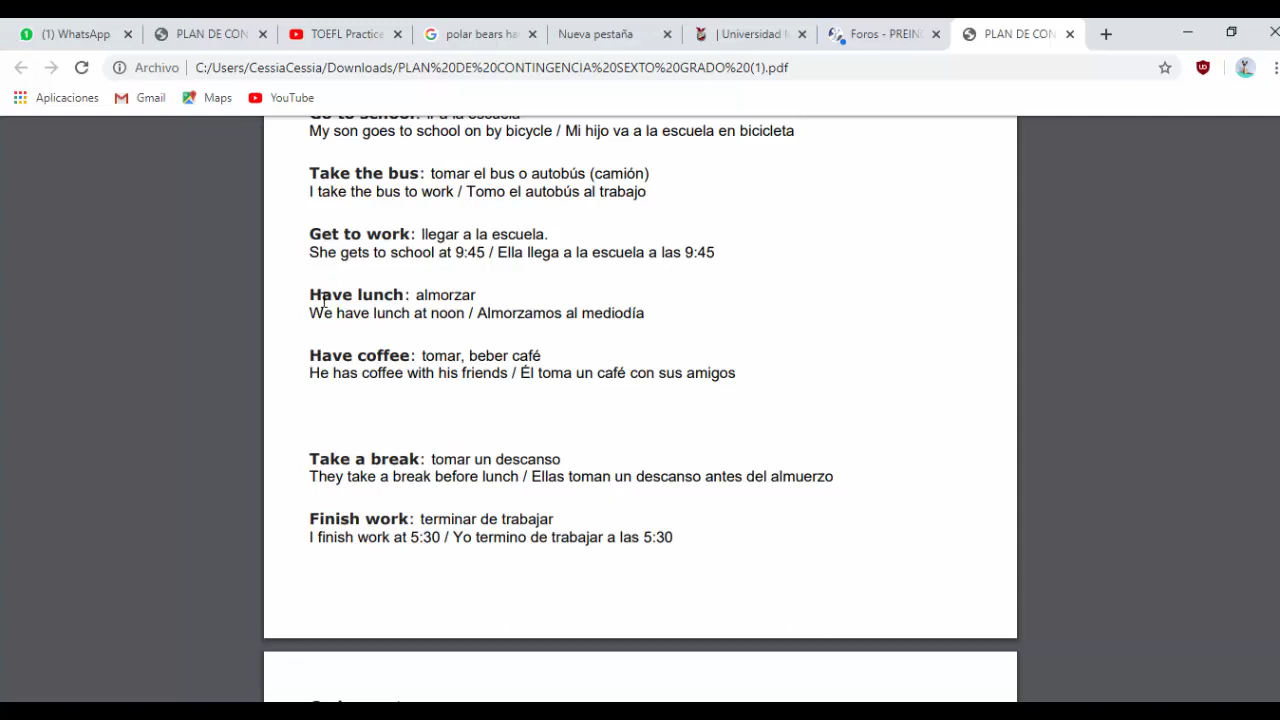 (1) WhatsApp
PLAN DE CON
TOEFL Practice
polar bears ha
Nueva pestaña
| Universidad
Foros - PREIN
PLAN DE CON
Archivo
C:/Users/CessiaCessia/Downloads/PLAN%20DE%20CONTINGENCIA%20SEXTO%20GRADO%20(1).pdf
Aplicaciones
Gmail
Maps
YouTube
Go to school: ir a la escuela
My son goes to school on by bicycle / Mi hijo va a la escuela en bicicleta
Take the bus: tomar el bus o autobús (camión)
I take the bus to work / Tomo el autobús al trabajo
Get to work: llegar a la escuela.
She gets to school at 9:45 / Ella llega a la escuela a las 9:45
Have lunch: almorzar
We have lunch at noon / Almorzamos al mediodía
Have coffee: tomar, beber café
He has coffee with his friends / Él toma un café con sus amigos
Take a break: tomar un descanso
They take a break before lunch / Ellas toman un descanso antes del almuerzo
Finish work: terminar de trabajar
I finish work at 5:30 / Yo termino de trabajar a las 5:30